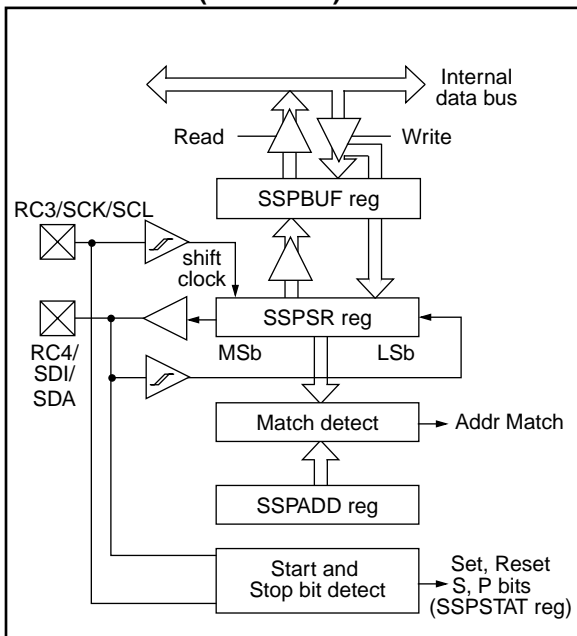 Internal
data bus
Read
Write
SSPBUF reg
RC3/SCK/SCL
shift
clock
SSPSR reg
MSb
LSb
RC4/
SDI/
SDA
Match detect
Addr Match
SSPADD reg
Start and
Stop bit detect
Set, Reset
S, P bits
(SSPSTAT reg)